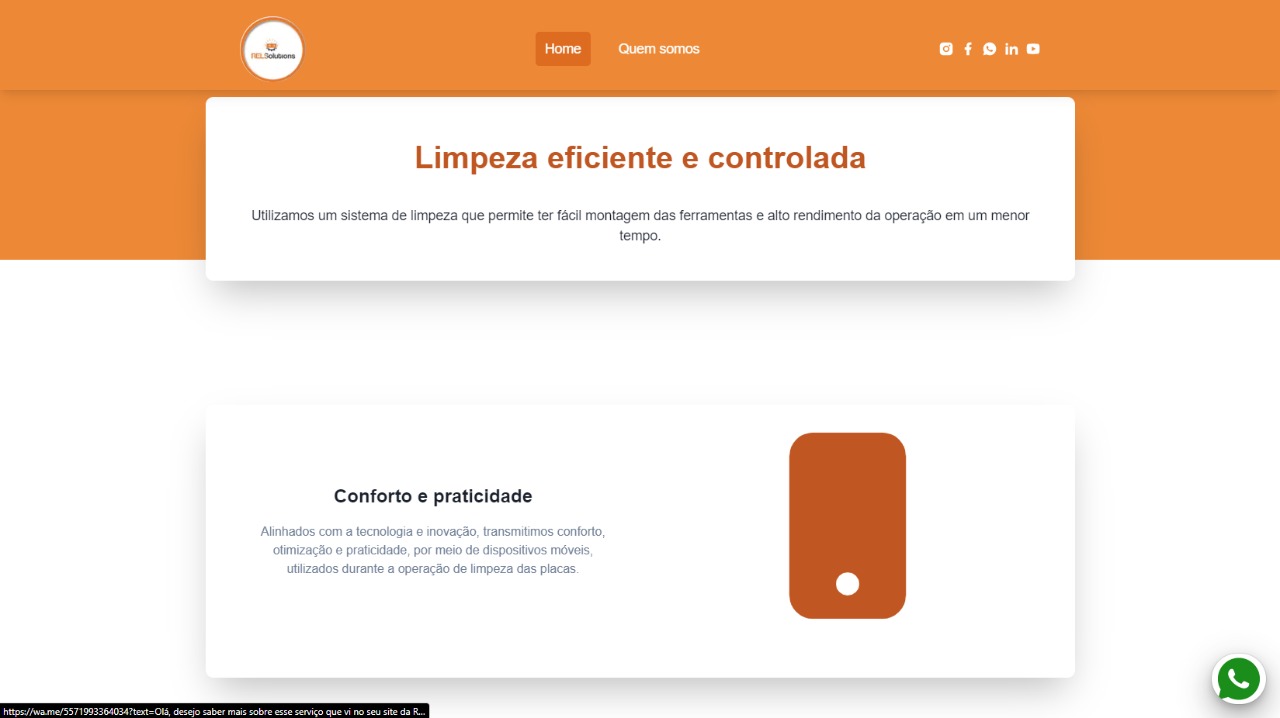 RELSolutions
Home
Quem somos
Limpeza eficiente e controlada
Utilizamos um sistema de limpeza que permite ter fácil montagem das ferramentas e alto rendimento da operação em um menor
tempo.
Conforto e praticidade
Alinhados com a tecnologia e inovação, transmitimos conforto,
otimização e praticidade, por meio de dispositivos móveis,
utilizados durante a operação de limpeza das placas.
https://wa.me/5571993364034?text=Olá, desejo saber mais sobre esse serviço que vi no seu site da R...